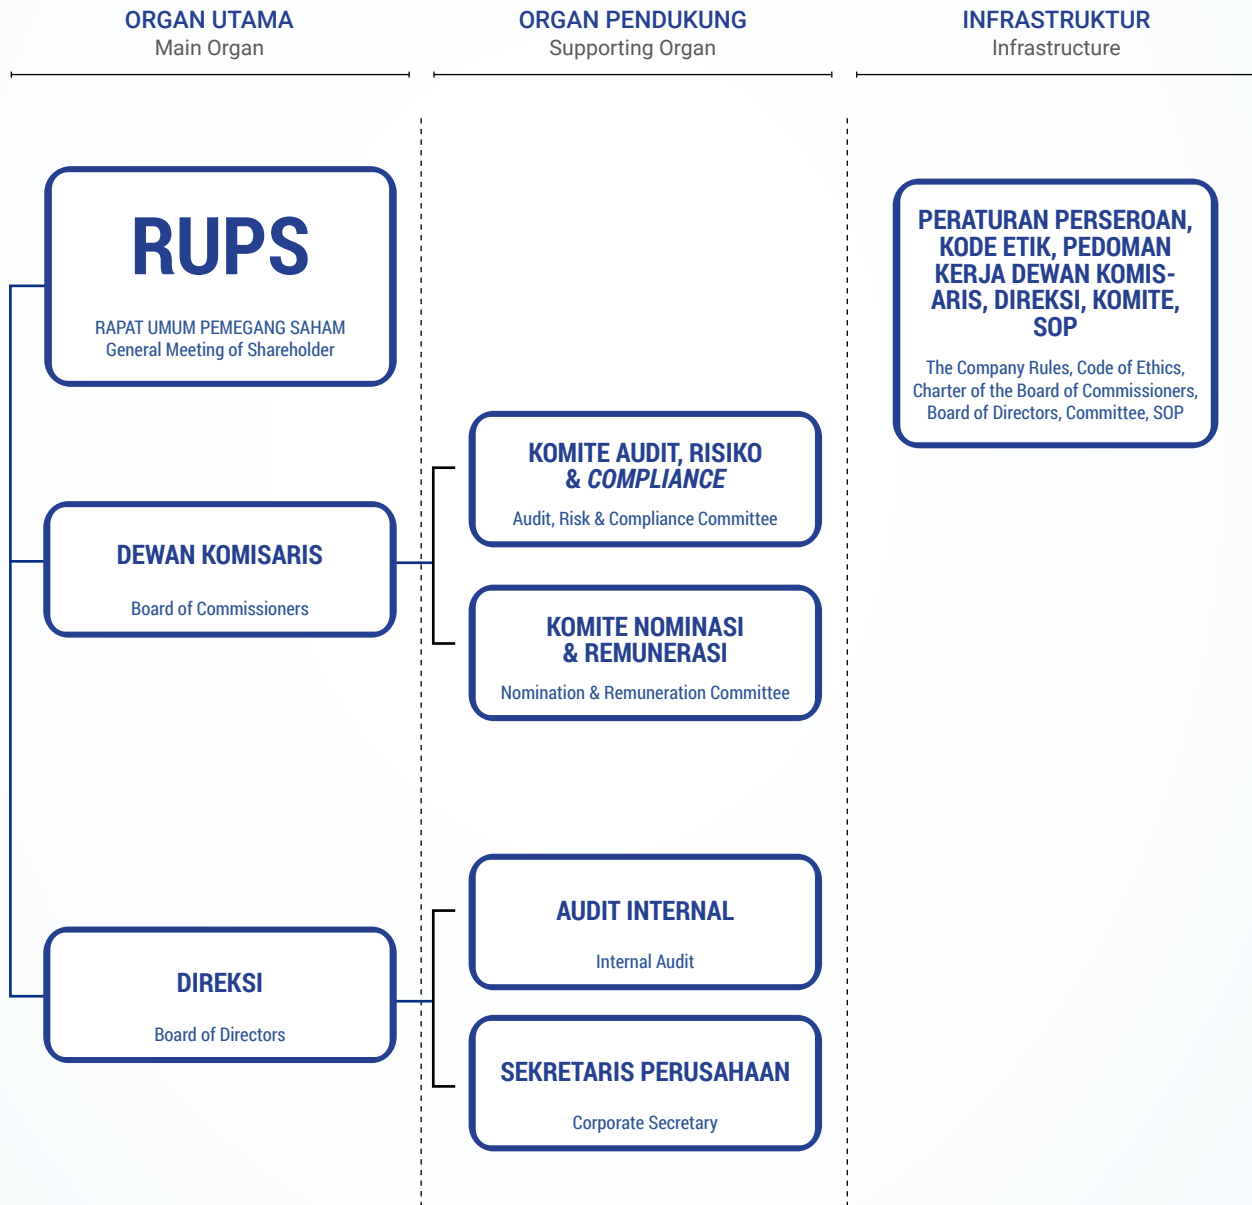 ORGAN UTAMA
Main Organ
ORGAN PENDUKUNG
Supporting Organ
INFRASTRUKTUR
Infrastructure
RUPS
RAPAT UMUM PEMEGANG SAHAM
General Meeting of Shareholder
PERATURAN PERSEROAN,
KODE ETIK, PEDOMAN
KERJA DEWAN KOMIS-
ARIS, DIREKSI, KOMITE,
SOP
The Company Rules, Code of Ethics,
Charter of the Board of Commissioners,
Board of Directors, Committee, SOP
DEWAN KOMISARIS
Board of Commissioners
KOMITE AUDIT, RISIKO
& COMPLIANCE
Audit, Risk & Compliance Committee
KOMITE NOMINASI
& REMUNERASI
Nomination & Remuneration Committee
DIREKSI
Board of Directors
AUDIT INTERNAL
Internal Audit
SEKRETARIS PERUSAHAAN
Corporate Secretary